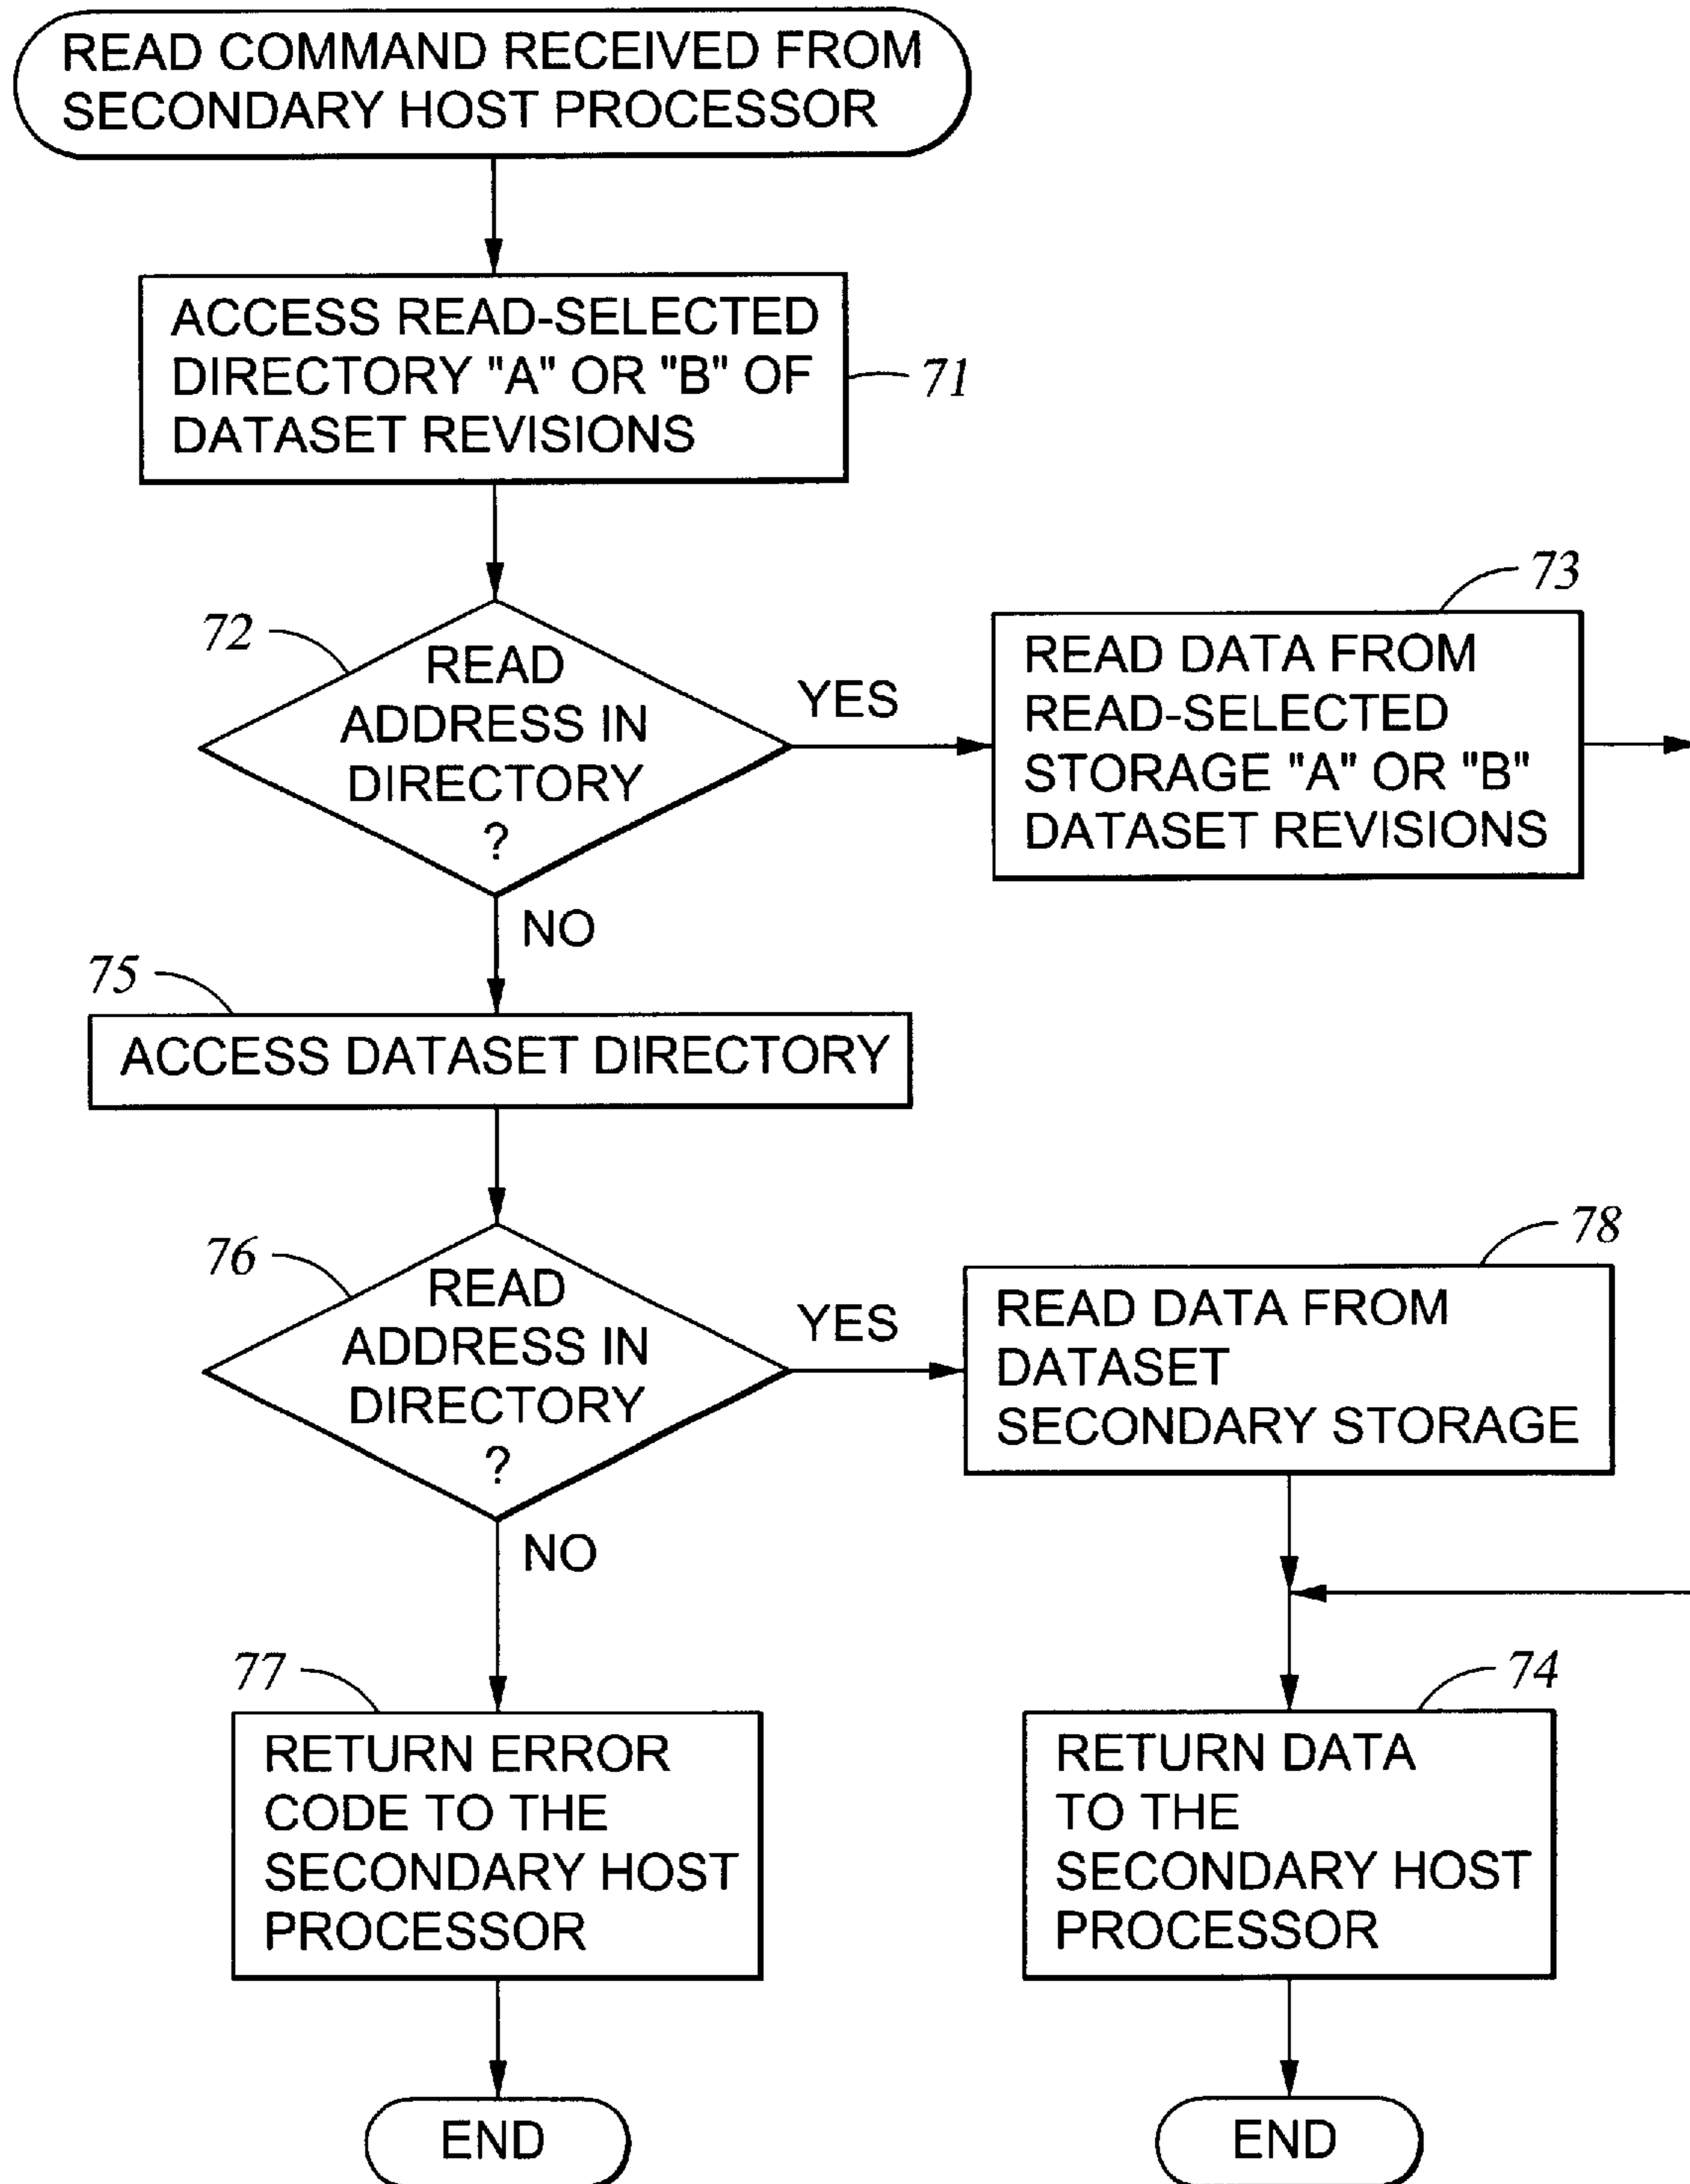 READ COMMAND RECEIVED FROM
SECONDARY HOST PROCESSOR
ACCESS READ-SELECTED
DIRECTORY "A" OR "B" OF
DATASET REVISIONS
71
72
READ
ADDRESS IN
DIRECTORY
?
YES
NO
73
READ DATA FROM
READ-SELECTED
STORAGE "A" OR "B"
DATASET REVISIONS
75
ACCESS DATASET DIRECTORY
76
READ
ADDRESS IN
DIRECTORY
?
YES
NO
78
READ DATA FROM
DATASET
SECONDARY STORAGE
77
RETURN ERROR
CODE TO THE
SECONDARY HOST
PROCESSOR
74
RETURN DATA
TO THE
SECONDARY HOST
PROCESSOR
END
END